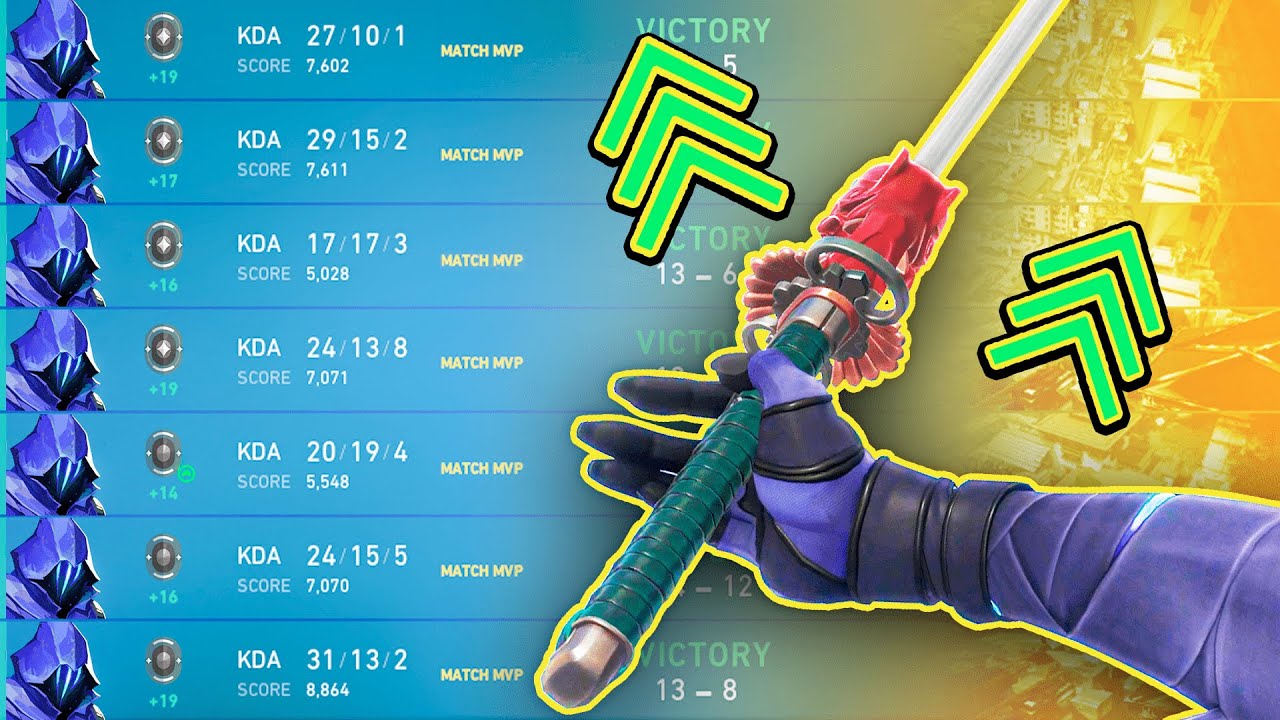 KDA 27/10/1 MATCH MVP VICTORY
+19 SCORE 7,602 5
KDA 29/15/2 MATCH MVP
+17 SCORE 7,611
KDA 17/17/3 MATCH MVP
+16 SCORE 5,028 13 – 6
KDA 24/13/8 MATCH MVP
+19 SCORE 7,071
KDA 20/19/4 MATCH MVP
+14 SCORE 5,548
KDA 24/15/5 MATCH MVP
+16 SCORE 7,070 – 12
KDA 31/13/2 MATCH MVP VICTORY
+19 SCORE 8,864 13 – 8